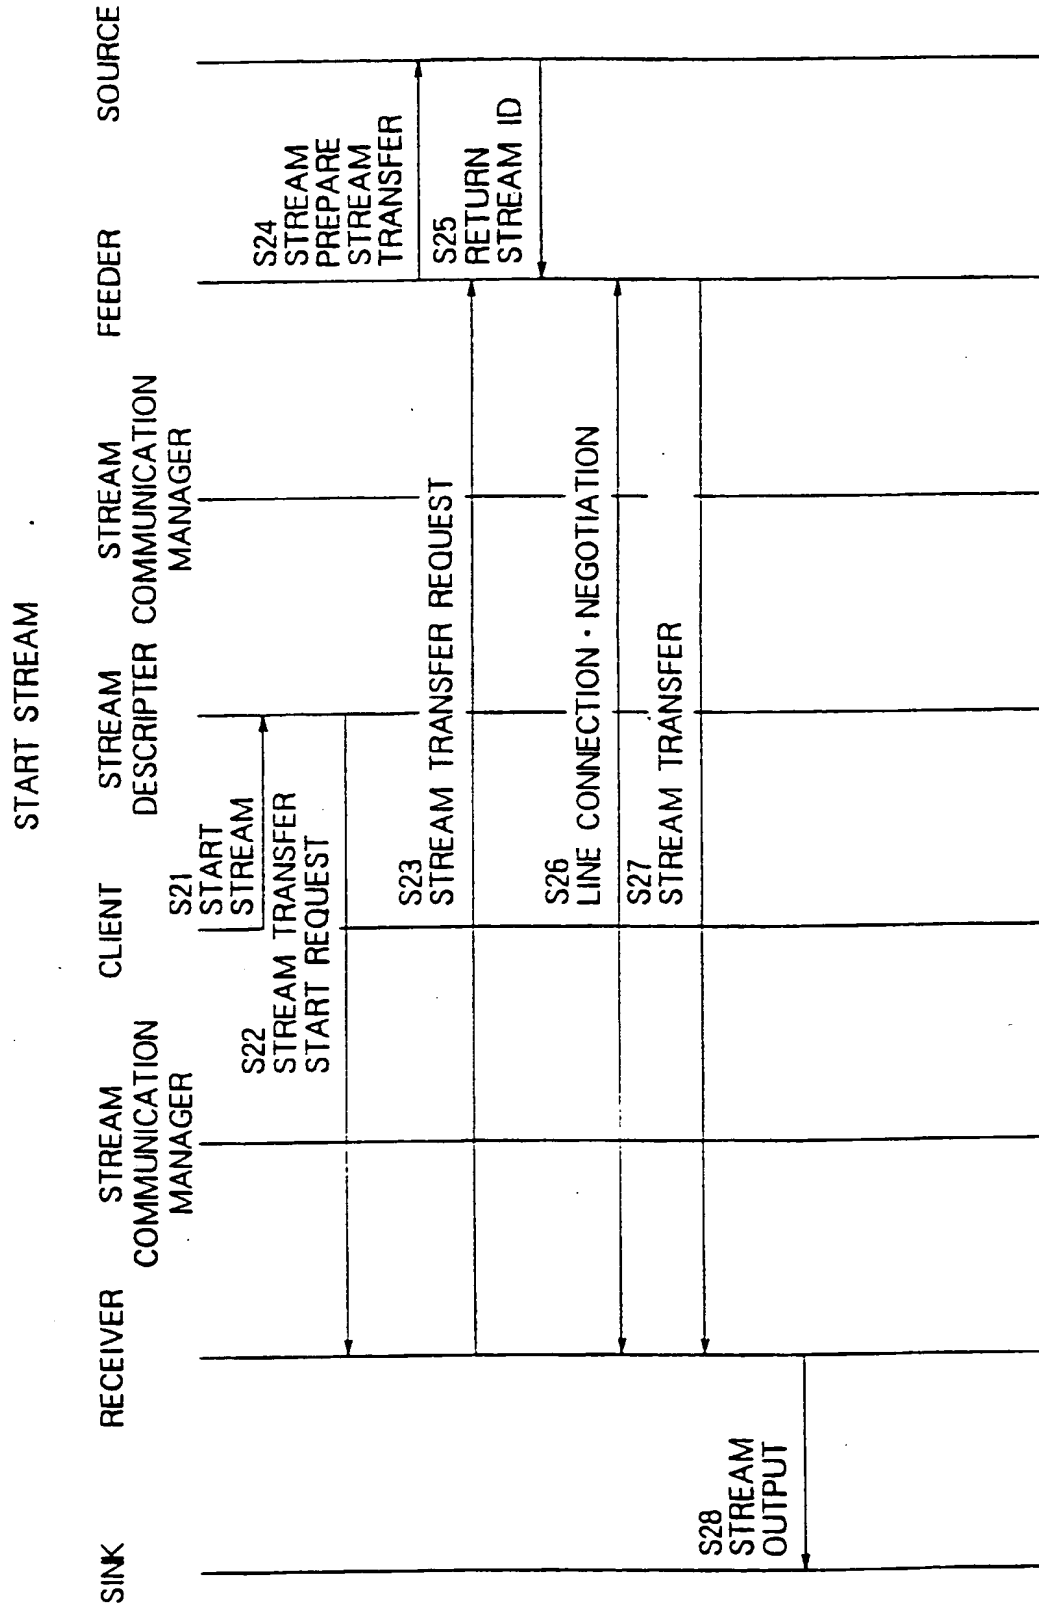 START STREAM
SINK
RECEIVER
STREAM
COMMUNICATION
MANAGER
CLIENT
STREAM
DESCRIPTER
STREAM
COMMUNICATION
MANAGER
FEEDER
SOURCE
S21
START
STREAM
S22
STREAM TRANSFER
START REQUEST
S24
STREAM
PREPARE
STREAM
TRANSFER
S23
STREAM TRANSFER REQUEST
S25
RETURN
STREAM ID
S26
LINE CONNECTION・NEGOTIATION
S27
STREAM TRANSFER
S28
STREAM
OUTPUT